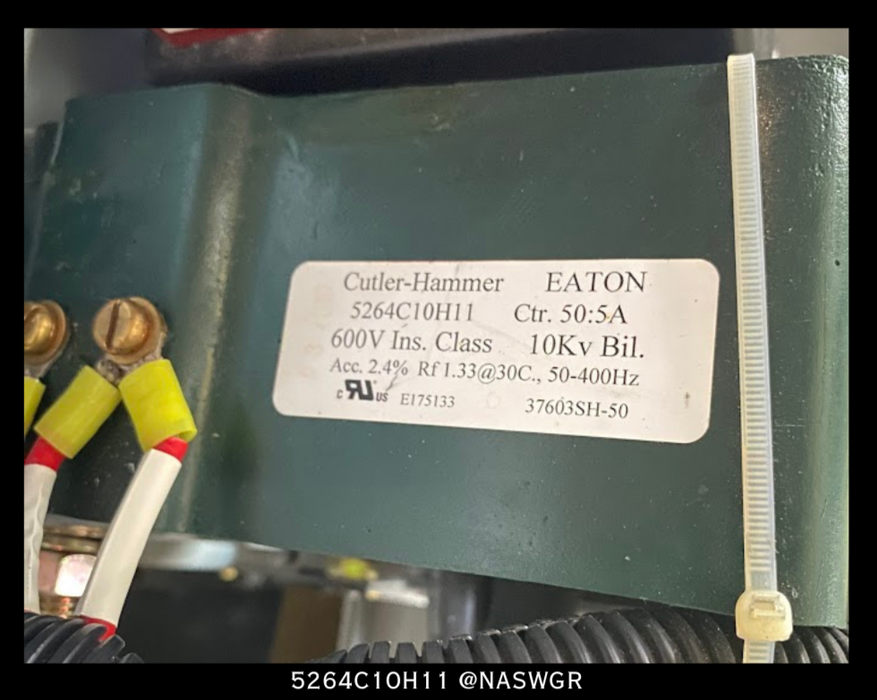 Cutler-Hammer EATON
5264C10H11 Ctr. 50:5A
600V Ins. Class 10Kv Bil.
Acc. 2.4% Rf 1.33@30C., 50-400Hz
c RU us E175133 37603SH-50
5264C10H11 @NASWGR